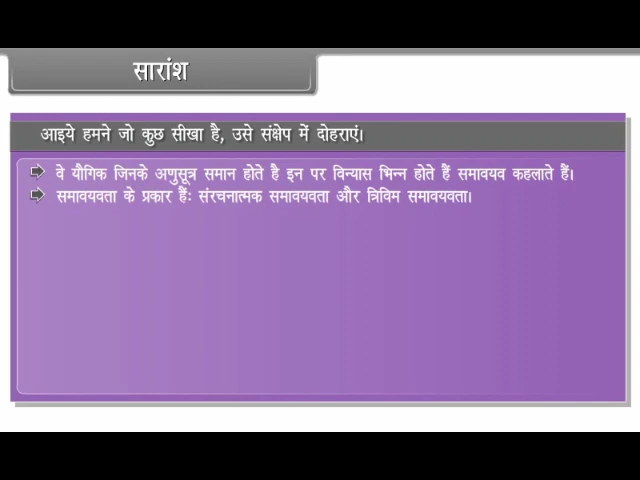 सारांश
आइये हमने जो कुछ सीखा है, उसे संक्षेप में दोहराएं।
वे यौगिक जिनके अणुसूत्र समान होते है इन पर विन्यास भिन्न होते हैं समावयव कहलाते हैं।
समावयवता के प्रकार हैंः संरचनात्मक समावयवता और त्रिविम समावयवता।